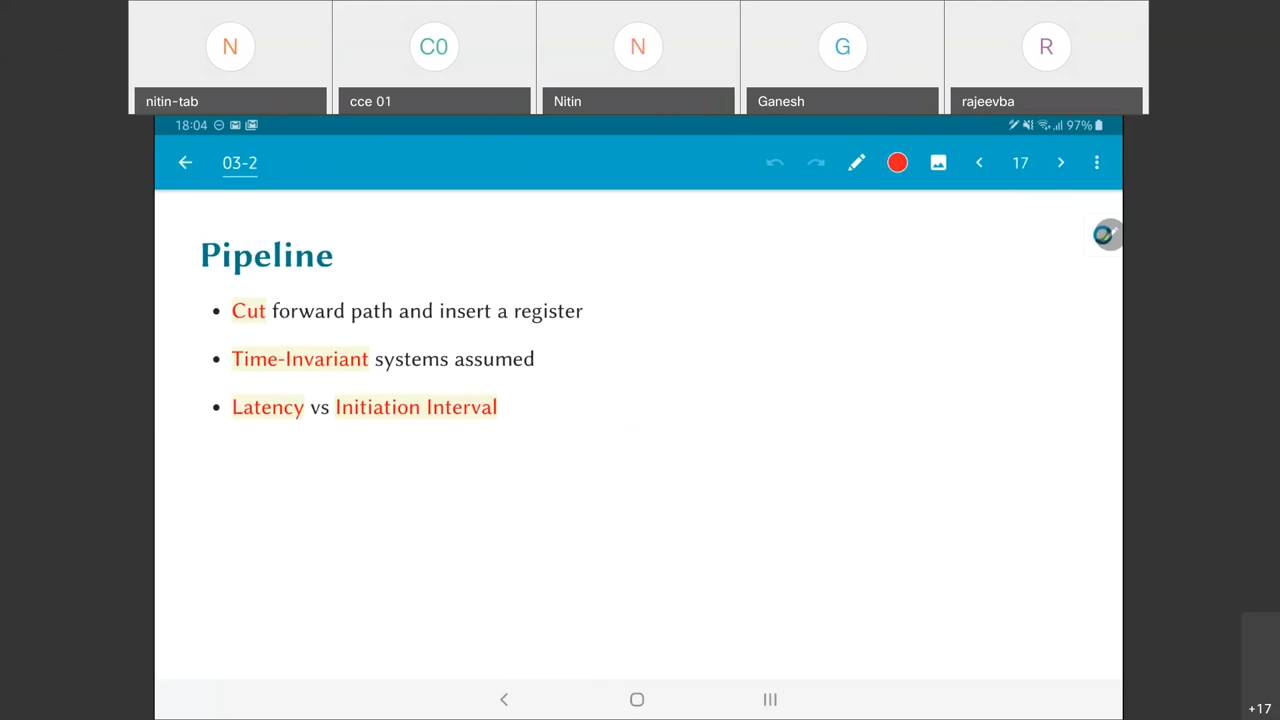 N
C0
N
G
R
nitin-tab
cce 01
Nitin
Ganesh
rajeevba
18:04
97%
03-2
17
Pipeline
• Cut forward path and insert a register
• Time-Invariant systems assumed
• Latency vs Initiation Interval
+17